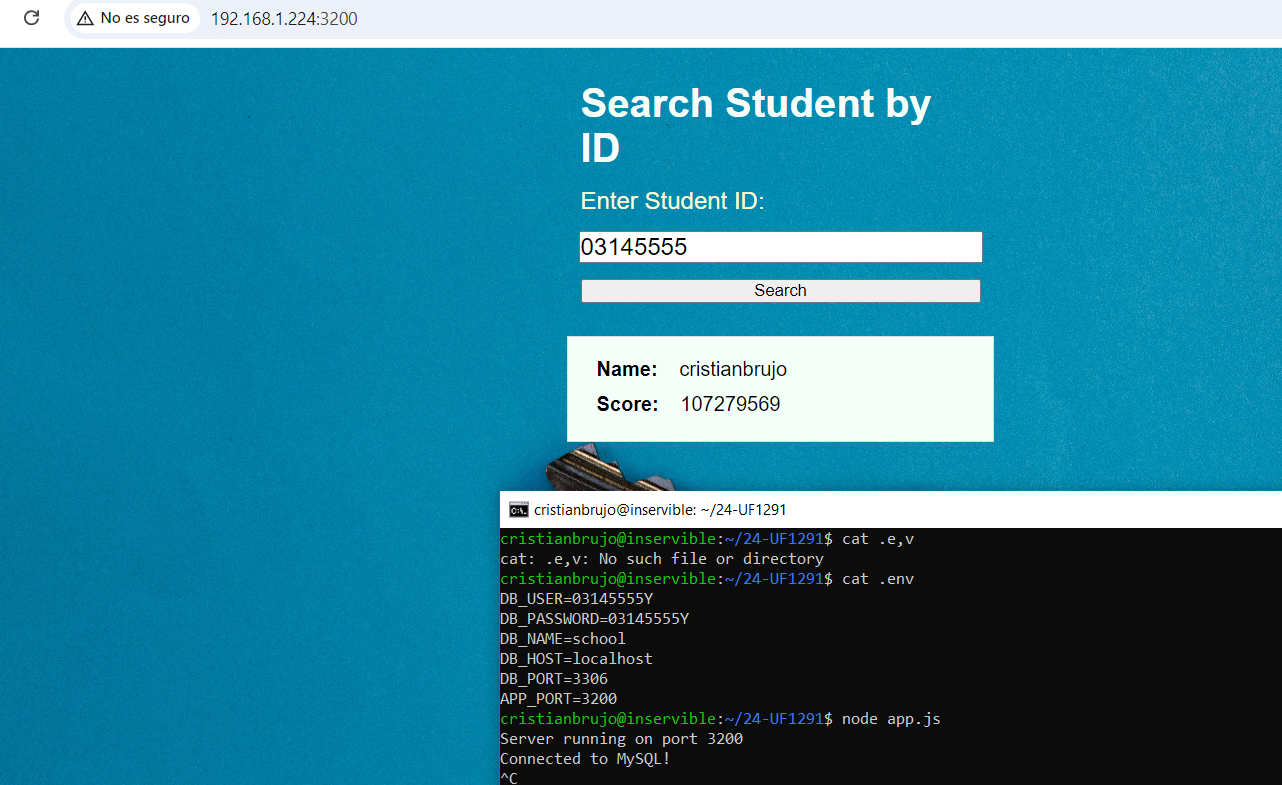 No es seguro 192.168.1.224:3200
Search Student by
ID
Enter Student ID:
03145555
Search
Name: cristianbrujo
Score: 107279569
cristianbrujo@inservible: ~/24-UF1291
cristianbrujo@inservible:~/24-UF1291$ cat .e,v
cat: .e,v: No such file or directory
cristianbrujo@inservible:~/24-UF1291$ cat .env
DB_USER=03145555Y
DB_PASSWORD=03145555Y
DB_NAME=school
DB_HOST=localhost
DB_PORT=3306
APP_PORT=3200
cristianbrujo@inservible:~/24-UF1291$ node app.js
Server running on port 3200
Connected to MySQL!
^C